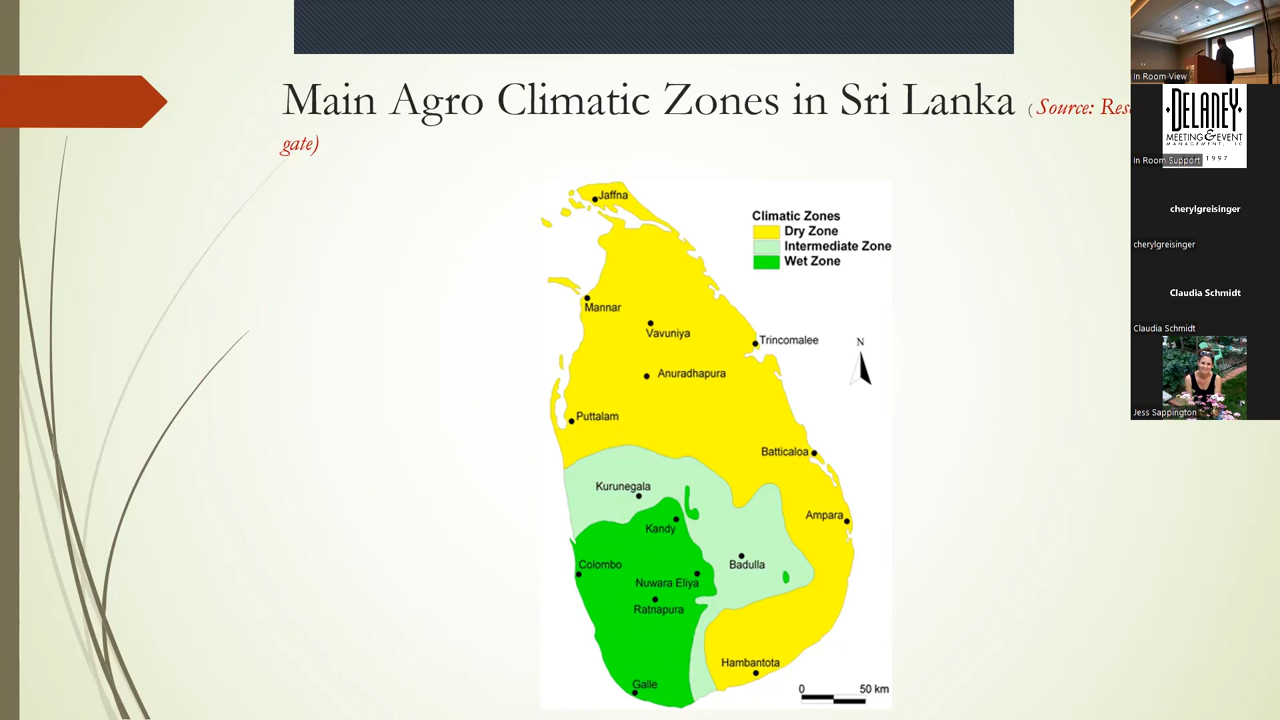 Main Agro Climatic Zones in Sri Lanka ( Source: Rese
gate)
Climatic Zones
Dry Zone
Intermediate Zone
Wet Zone
N
Jaffna
Mannar
Vavuniya
Trincomalee
Anuradhapura
Puttalam
Batticaloa
Kurunegala
Ampara
Kandy
Colombo
Badulla
Nuwara Eliya
Ratnapura
Hambantota
Galle
0 50 km
In Room View
DELANEY
MEETING & EVENT
MANAGEMENT, LLC
1997
In Room Support
cherylgreisinger
cherylgreisinger
Claudia Schmidt
Claudia Schmidt
Jess Sappington